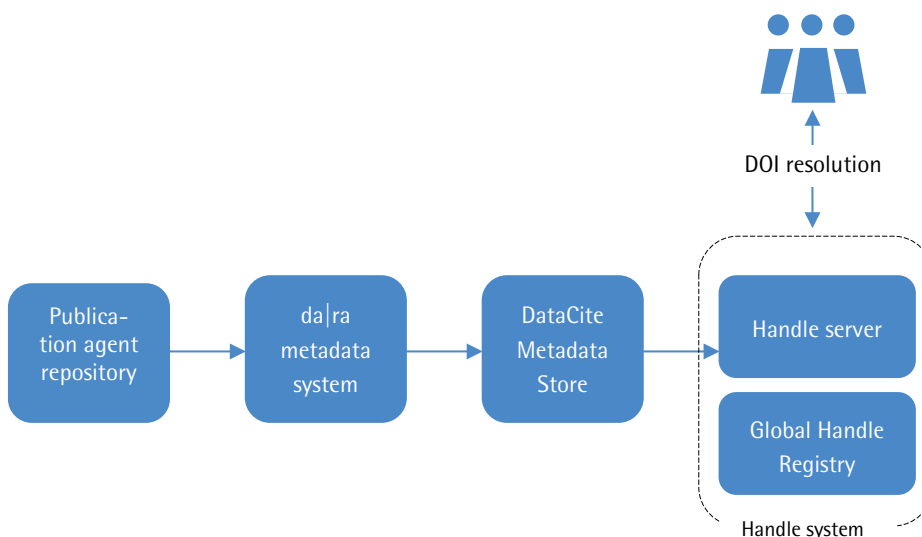 DOI resolution
Publica-
tion agent
repository
da|ra
metadata
system
DataCite
Metadata
Store
Handle server
Global Handle
Registry
Handle system